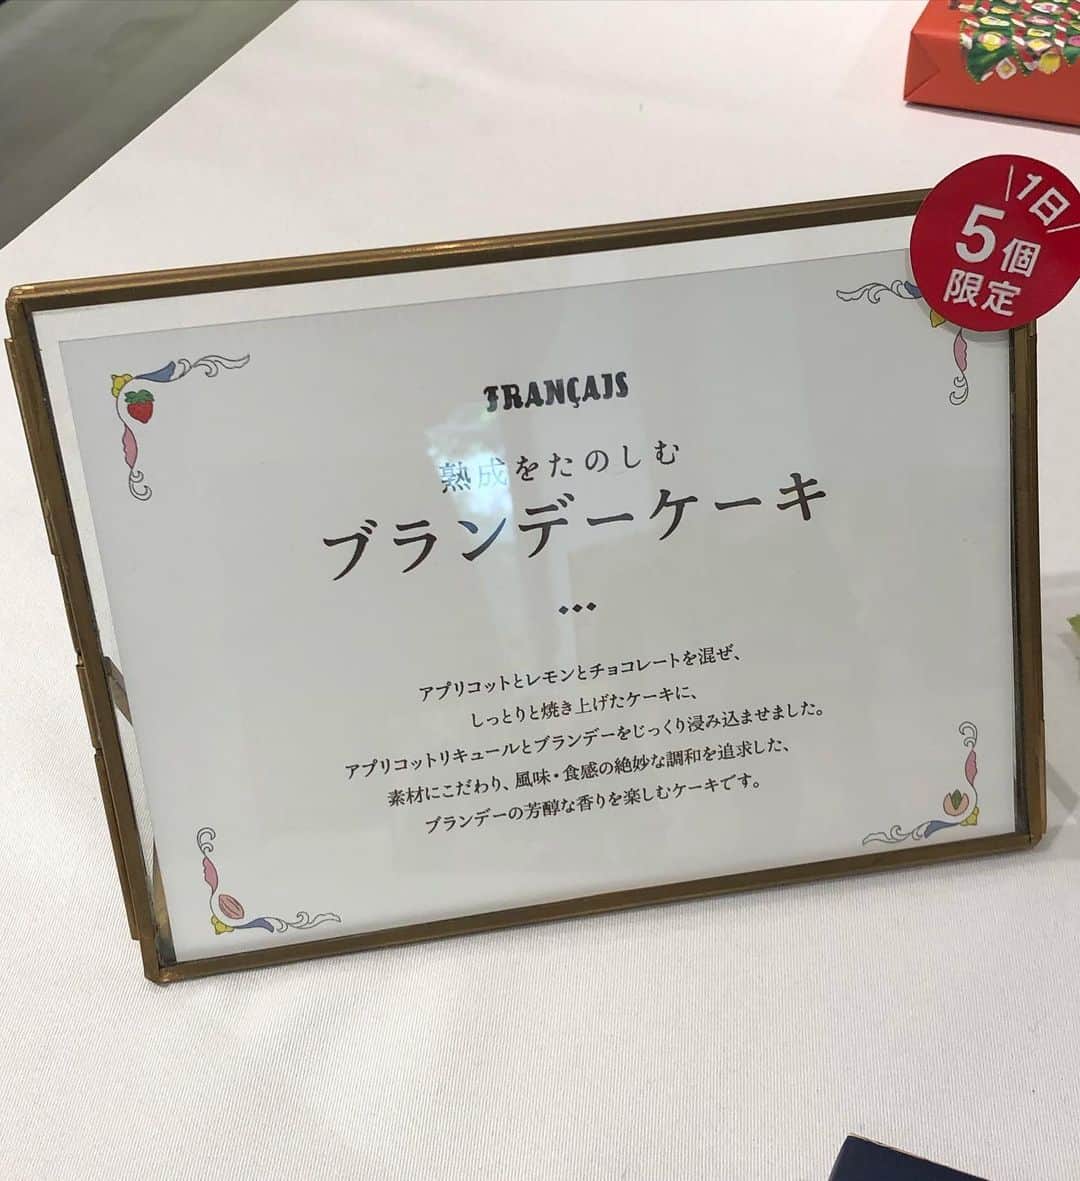 \1日/
5個
限定
FRANÇAIS
熟成をたのしむ
ブランデーケーキ
アプリコットとレモンとチョコレートを混ぜ、
しっとりと焼き上げたケーキに、
アプリコットリキュールとブランデーをじっくり浸み込ませました。
素材にこだわり、風味・食感の絶妙な調和を追求した、
ブランデーの芳醇な香りを楽しむケーキです。